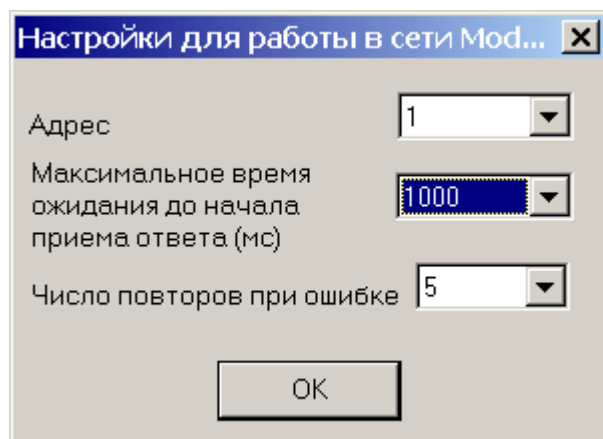 Настройки для работы в сети Mod...
Адрес
1
Максимальное время
ожидания до начала
приема ответа (мс)
1000
Число повторов при ошибке
5
OK